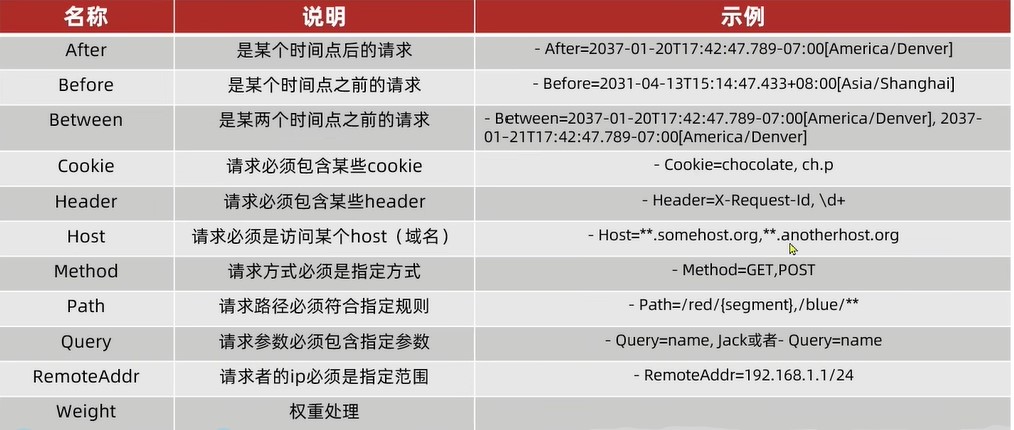 名称 说明 示例
After 是某个时间点后的请求 - After=2037-01-20T17:42:47.789-07:00[America/Denver]
Before 是某个时间点之前的请求 - Before=2031-04-13T15:14:47.433+08:00[Asia/Shanghai]
Between 是某两个时间点之前的请求 - Between=2037-01-20T17:42:47.789-07:00[America/Denver], 2037-
01-21T17:42:47.789-07:00[America/Denver]
Cookie 请求必须包含某些cookie - Cookie=chocolate, ch.p
Header 请求必须包含某些header - Header=X-Request-Id, \d+
Host 请求必须是访问某个host（域名） - Host=**.somehost.org,**.anotherhost.org
Method 请求方式必须是指定方式 - Method=GET,POST
Path 请求路径必须符合指定规则 - Path=/red/{segment},/blue/**
Query 请求参数必须包含指定参数 - Query=name, Jack或者- Query=name
RemoteAddr 请求者的ip必须是指定范围 - RemoteAddr=192.168.1.1/24
Weight 权重处理